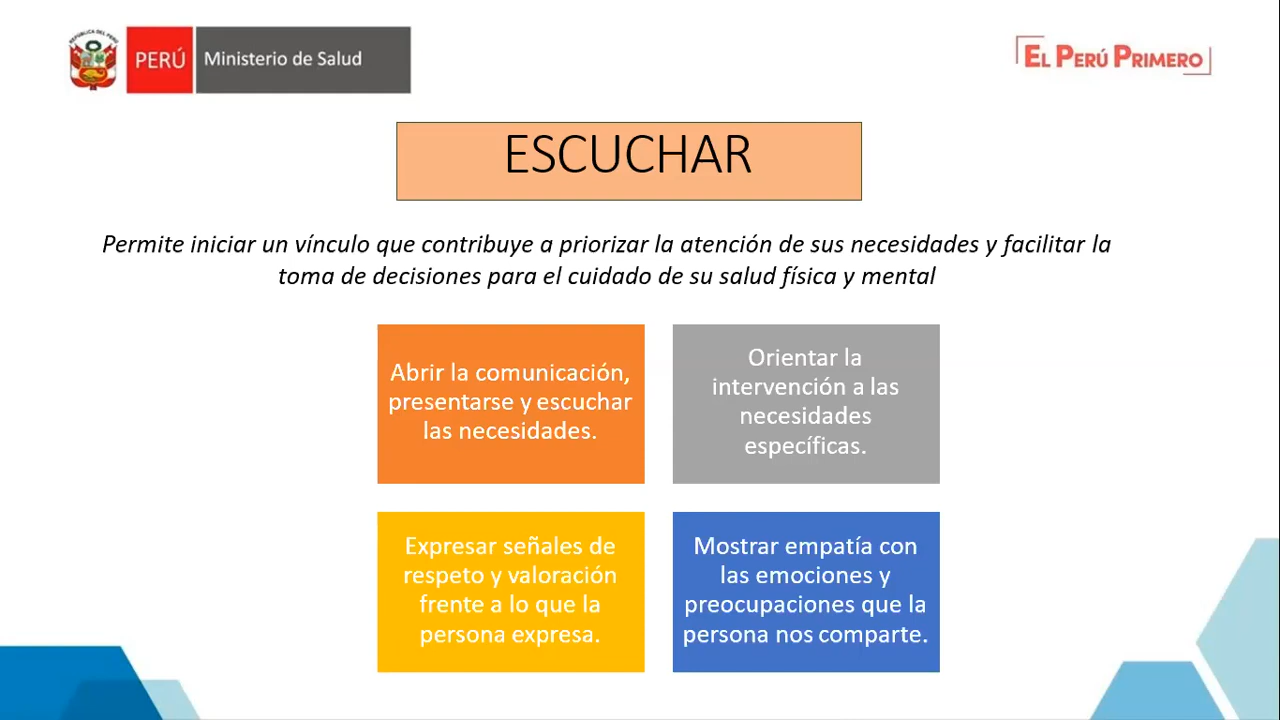 REPÚBLICA DEL PERÚ
PERÚ
Ministerio de Salud
EL PERÚ PRIMERO
ESCUCHAR
Permite iniciar un vínculo que contribuye a priorizar la atención de sus necesidades y facilitar la
toma de decisiones para el cuidado de su salud física y mental
Abrir la comunicación,
presentarse y escuchar
las necesidades.
Orientar la
intervención a las
necesidades
específicas.
Expresar señales de
respeto y valoración
frente a lo que la
persona expresa.
Mostrar empatía con
las emociones y
preocupaciones que la
persona nos comparte.